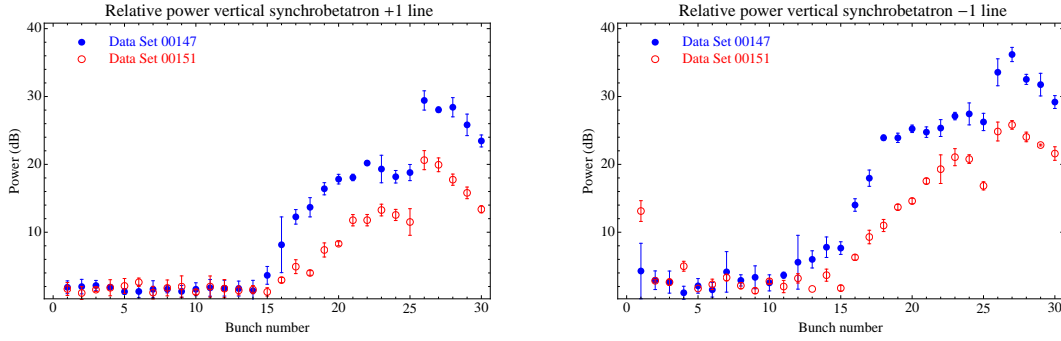 Relative power vertical synchrobetatron +1 line
40
30
20
10
Power (dB)
Data Set 00147
Data Set 00151
0 5 10 15 20 25 30
Bunch number
Relative power vertical synchrobetatron −1 line
40
30
20
10
Power (dB)
Data Set 00147
Data Set 00151
0 5 10 15 20 25 30
Bunch number